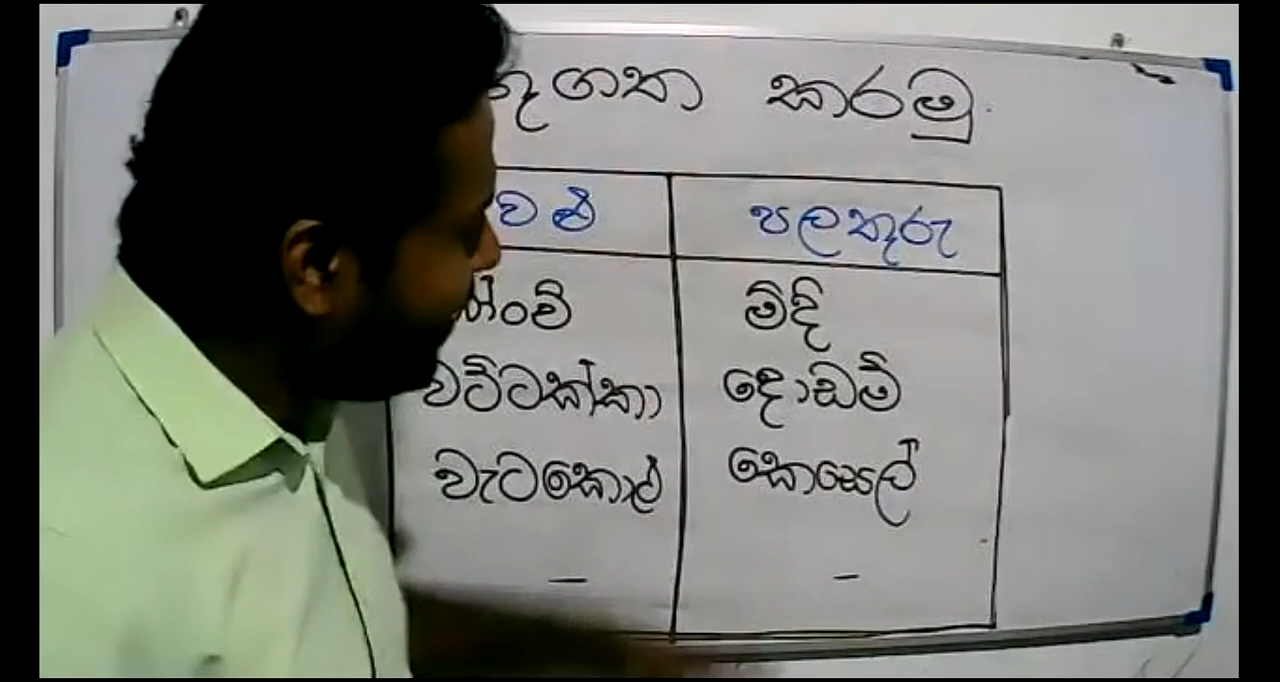 කරමු
පලතුරු
මිදි
වට්ටක්කා දොඩම්
වැටකොළු කෙසෙල්
- -